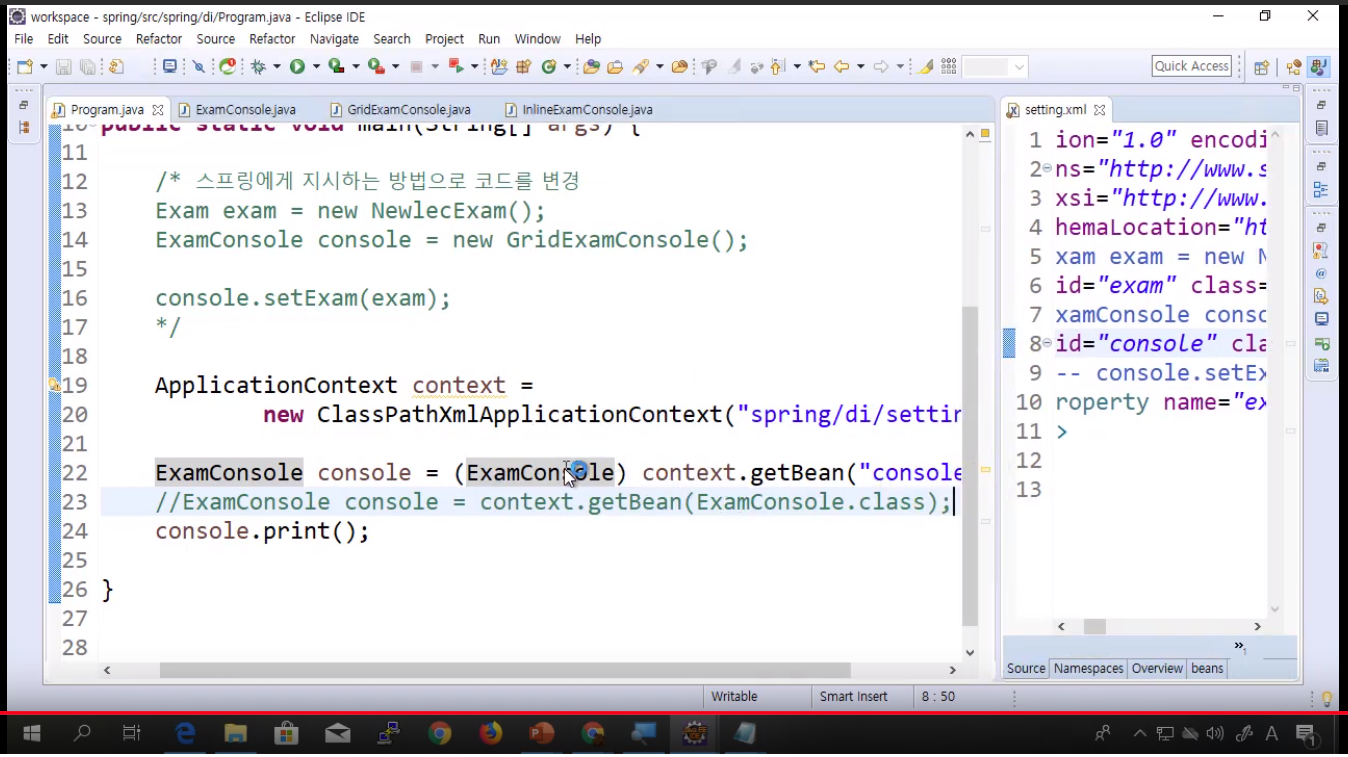 workspace - spring/src/spring/di/Program.java - Eclipse IDE
File Edit Source Refactor Source Refactor Navigate Search Project Run Window Help
Quick Access
Program.java ExamConsole.java GridExamConsole.java InlineExamConsole.java
10 public static void main(String[] args) {
11
12 /* 스프링에게 지시하는 방법으로 코드를 변경
13 Exam exam = new NewlecExam();
14 ExamConsole console = new GridExamConsole();
15
16 console.setExam(exam);
17 */
18
19 ApplicationContext context =
20 new ClassPathXmlApplicationContext("spring/di/settin
21
22 ExamConsole console = (ExamConsole) context.getBean("console
23 //ExamConsole console = context.getBean(ExamConsole.class);
24 console.print();
25
26 }
27
28
setting.xml
1 ion="1.0" encodi
2 ns="http://www.s
3 xsi="http://www.
4 hemaLocation="ht
5 xam exam = new N
6 id="exam" class=
7 xamConsole consc
8 id="console" cla
9 -- console.setEx
10 roperty name="ex
11 >
12
13
Source Namespaces Overview beans
Writable Smart Insert 8 : 50
A
1